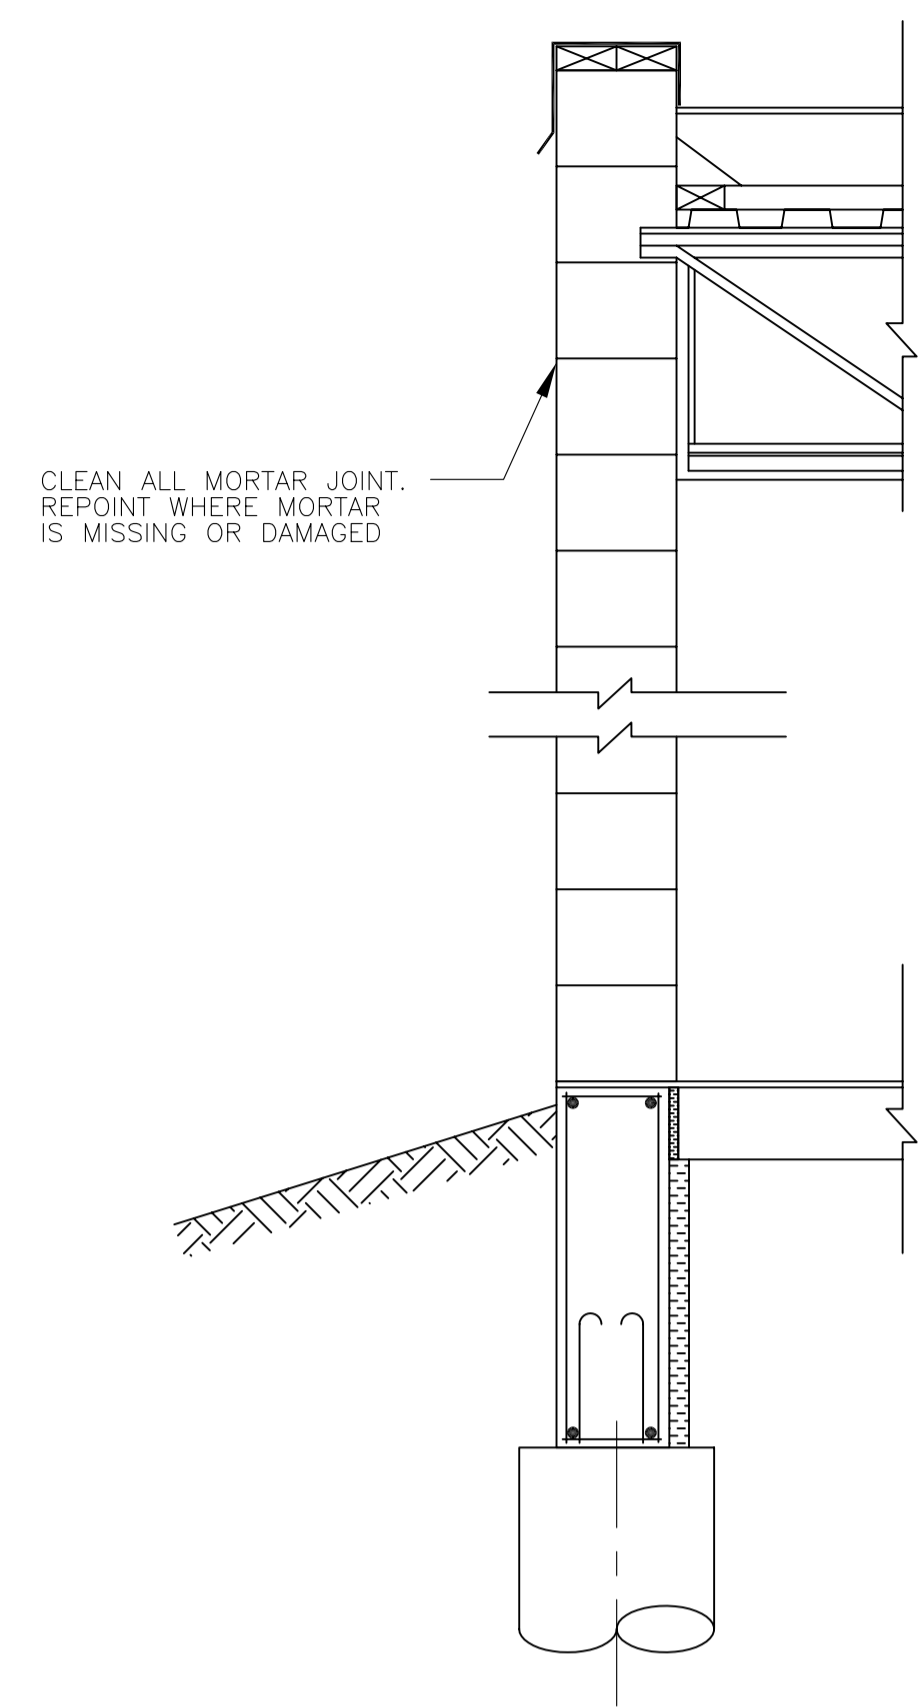 CLEAN ALL MORTAR JOINT.
REPOINT WHERE MORTAR
IS MISSING OR DAMAGED